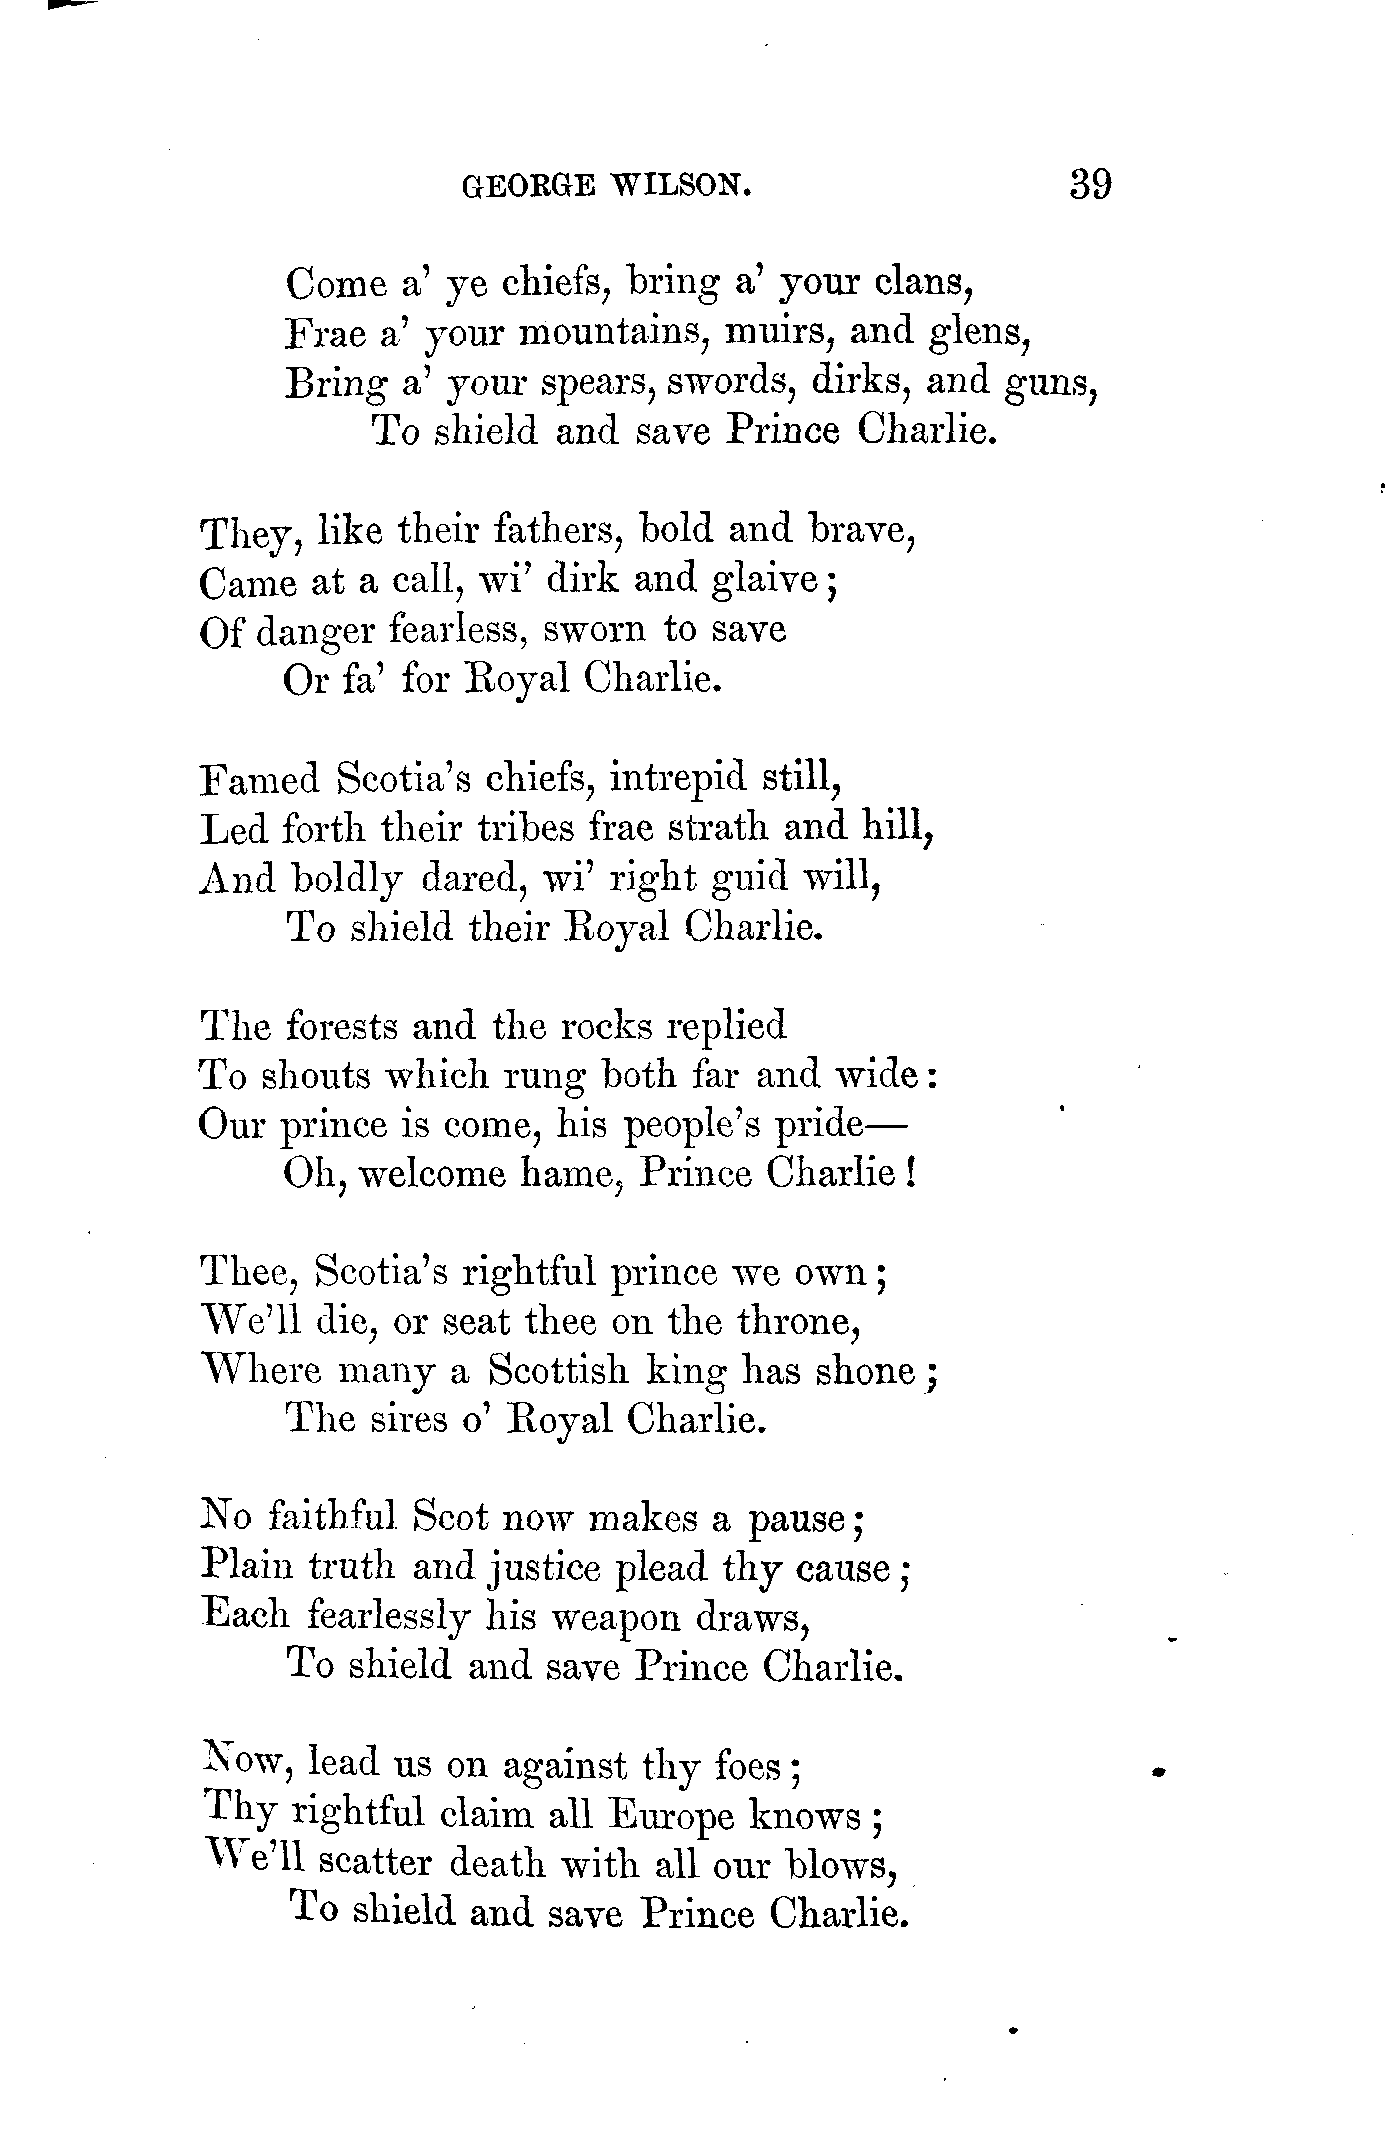 GEORGE WILSON. 39
Come a' ye chiefs, bring a' your clans,
Frae a' your mountains, muirs, and glens,
Bring a' your spears, swords, dirks, and guns,
To shield and save Prince Charlie.
They, like their fathers, bold and brave,
Came at a call, wi' dirk and glaive;
Of danger fearless, sworn to save
Or fa' for Royal Charlie.
Famed Scotia's chiefs, intrepid still,
Led forth their tribes frae strath and hill,
And boldly dared, wi' right guid will,
To shield their Royal Charlie.
The forests and the rocks replied
To shouts which rung both far and wide:
Our prince is come, his people's pride—
Oh, welcome hame, Prince Charlie!
Thee, Scotia's rightful prince we own;
We'll die, or seat thee on the throne,
Where many a Scottish king has shone;
The sires o' Royal Charlie.
No faithful Scot now makes a pause;
Plain truth and justice plead thy cause;
Each fearlessly his weapon draws,
To shield and save Prince Charlie.
Now, lead us on against thy foes;
Thy rightful claim all Europe knows;
We'll scatter death with all our blows,
To shield and save Prince Charlie.